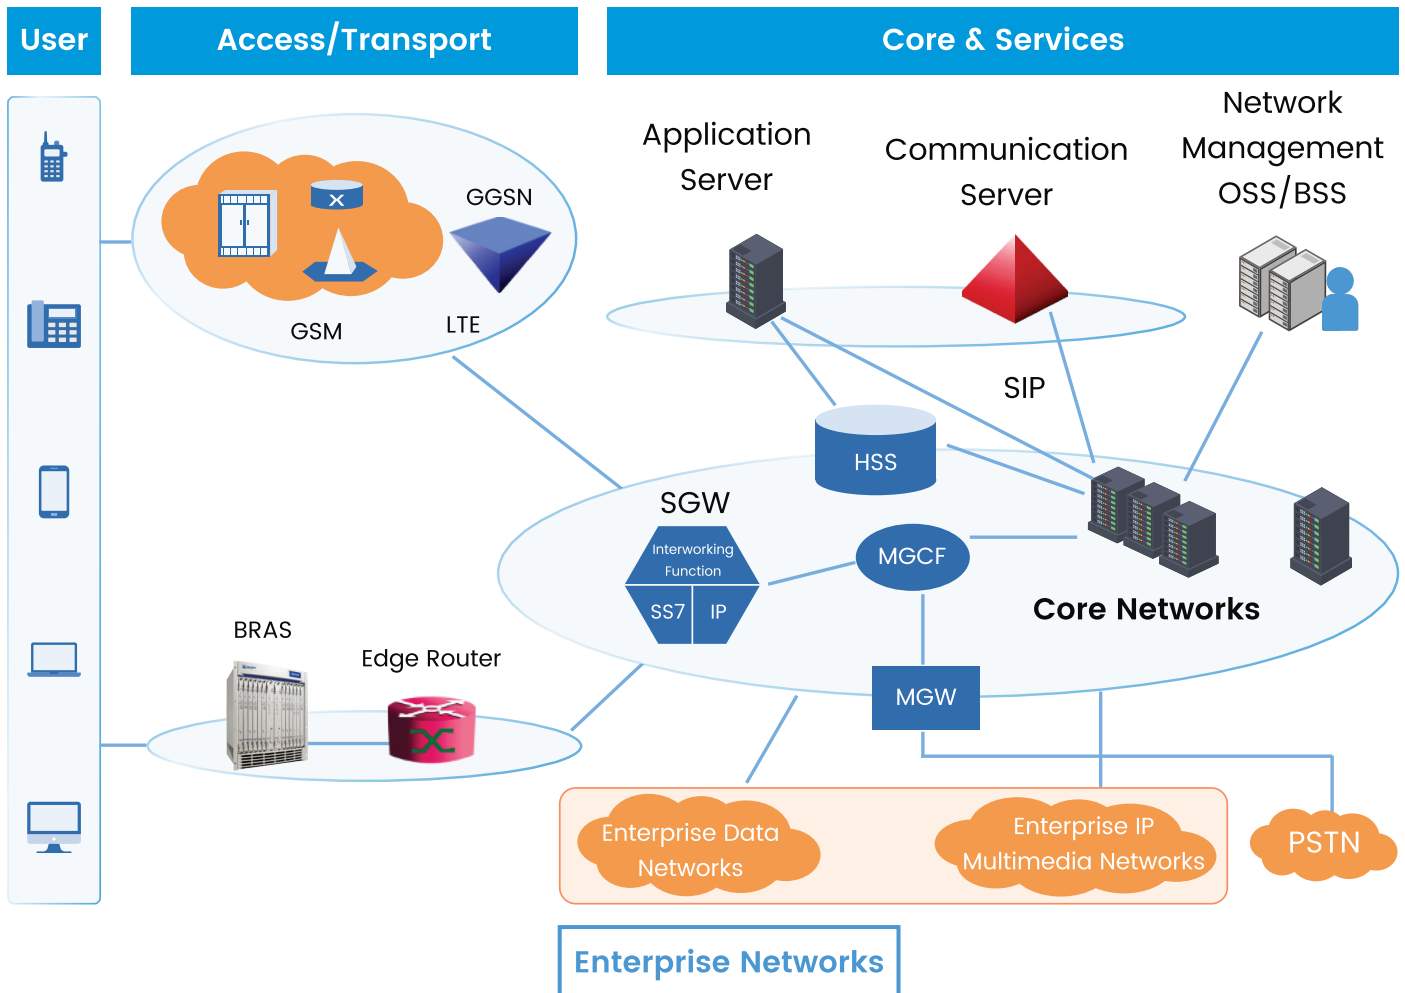 User
Access/Transport
Core & Services
Application
Server
Communication
Server
Network
Management
OSS/BSS
GGSN
GSM
LTE
SIP
HSS
SGW
Interworking
Function
SS7
IP
MGCF
Core Networks
MGW
BRAS
Edge Router
Enterprise Data
Networks
Enterprise IP
Multimedia Networks
PSTN
Enterprise Networks